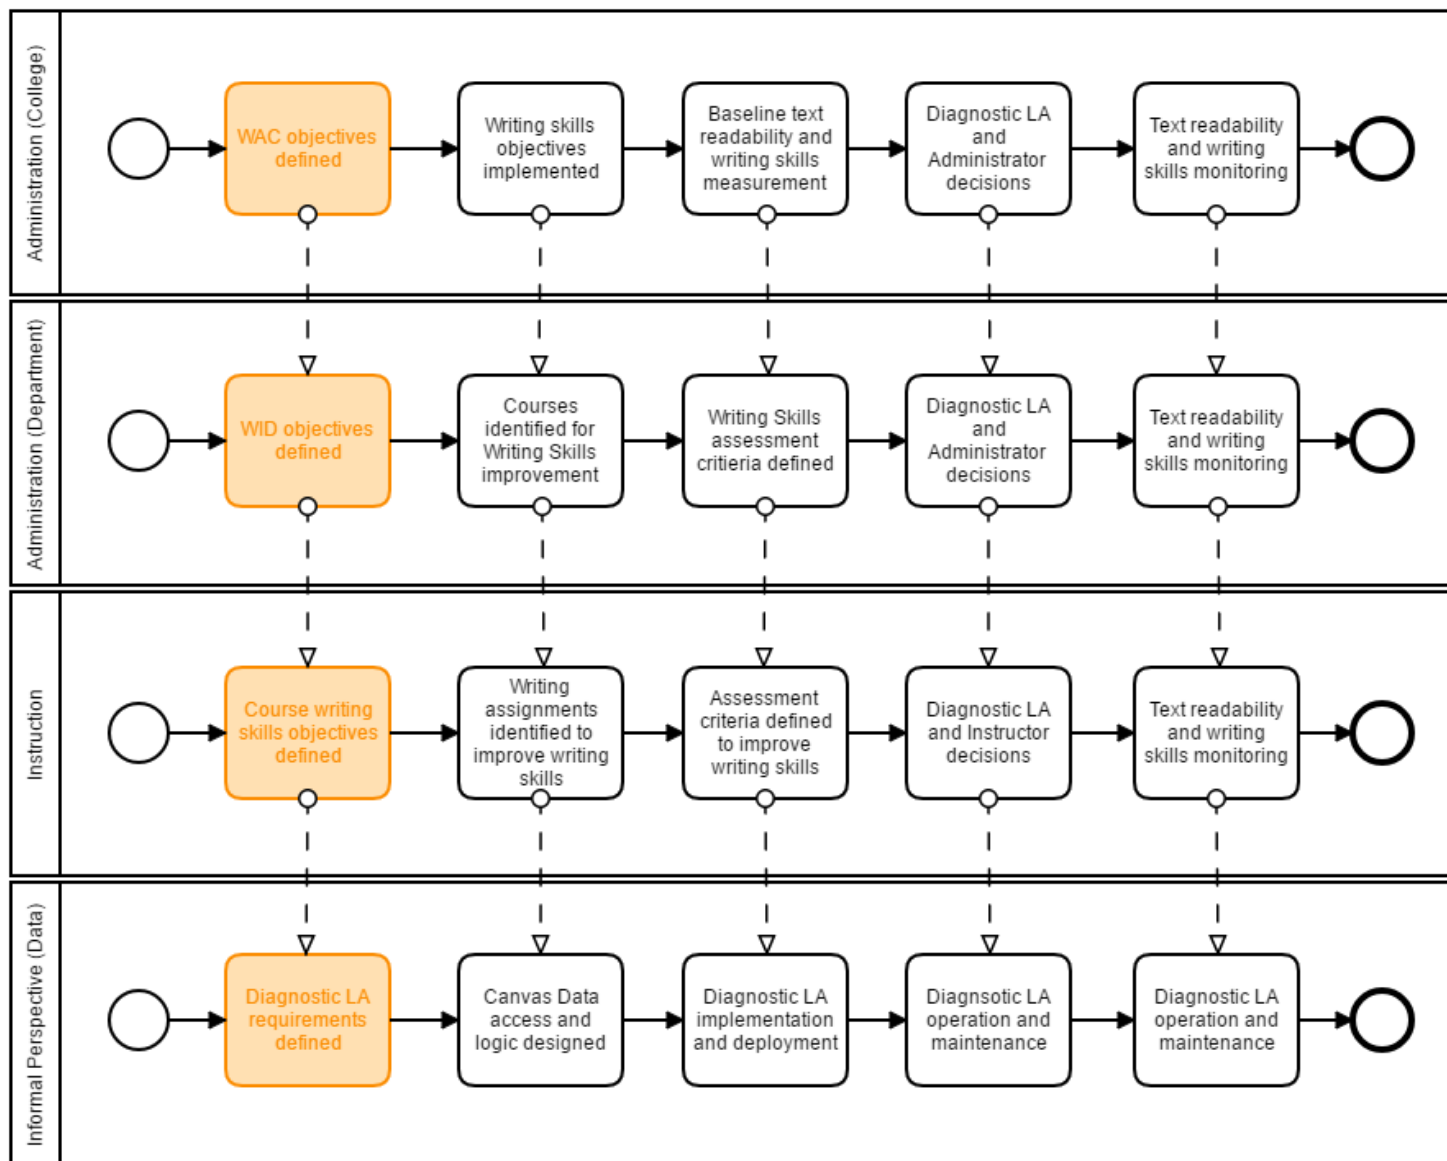 Administration (College)
WAC objectives
defined
Writing skills
objectives
implemented
Baseline text
readability and
writing skills
measurement
Diagnostic LA
and
Administrator
decisions
Text readability
and writing
skills monitoring
Administration (Department)
WID objectives
defined
Courses
identified for
Writing Skills
improvement
Writing Skills
assessment
critieria defined
Diagnostic LA
and
Administrator
decisions
Text readability
and writing
skills monitoring
Instruction
Course writing
skills objectives
defined
Writing
assignments
identified to
improve writing
skills
Assessment
criteria defined
to improve
writing skills
Diagnostic LA
and Instructor
decisions
Text readability
and writing
skills monitoring
Informal Perspective (Data)
Diagnostic LA
requirements
defined
Canvas Data
access and
logic designed
Diagnostic LA
implementation
and deployment
Diagnsotic LA
operation and
maintenance
Diagnostic LA
operation and
maintenance